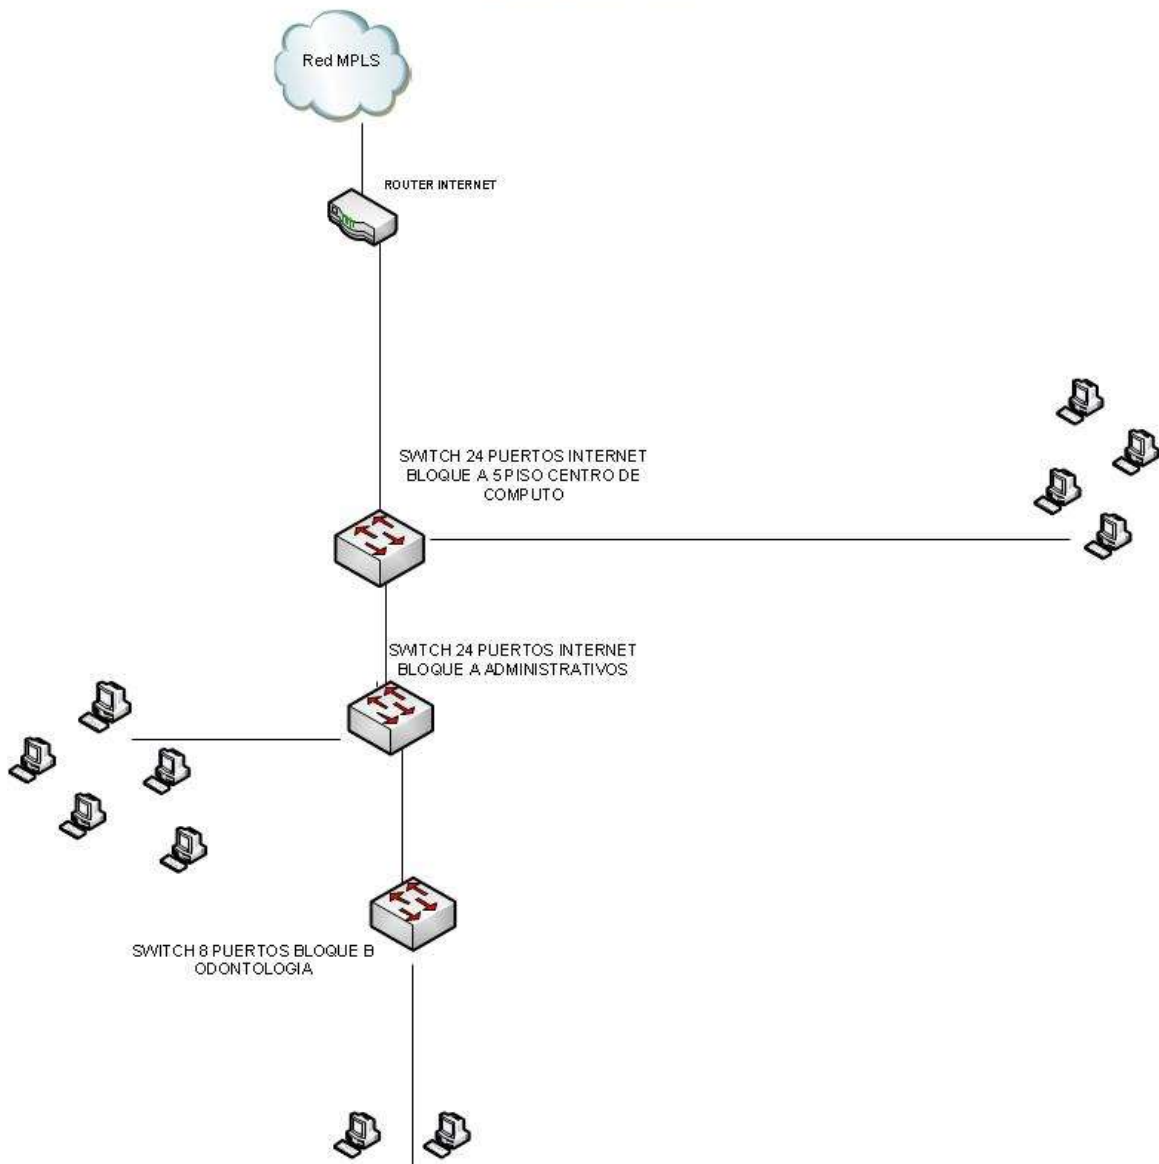 Red MPLS
ROUTER INTERNET
SWITCH 24 PUERTOS INTERNET
BLOQUE A 5 PISO CENTRO DE
COMPUTO
SWITCH 24 PUERTOS INTERNET
BLOQUE A ADMINISTRATIVOS
SWITCH 8 PUERTOS BLOQUE B
ODONTOLOGIA